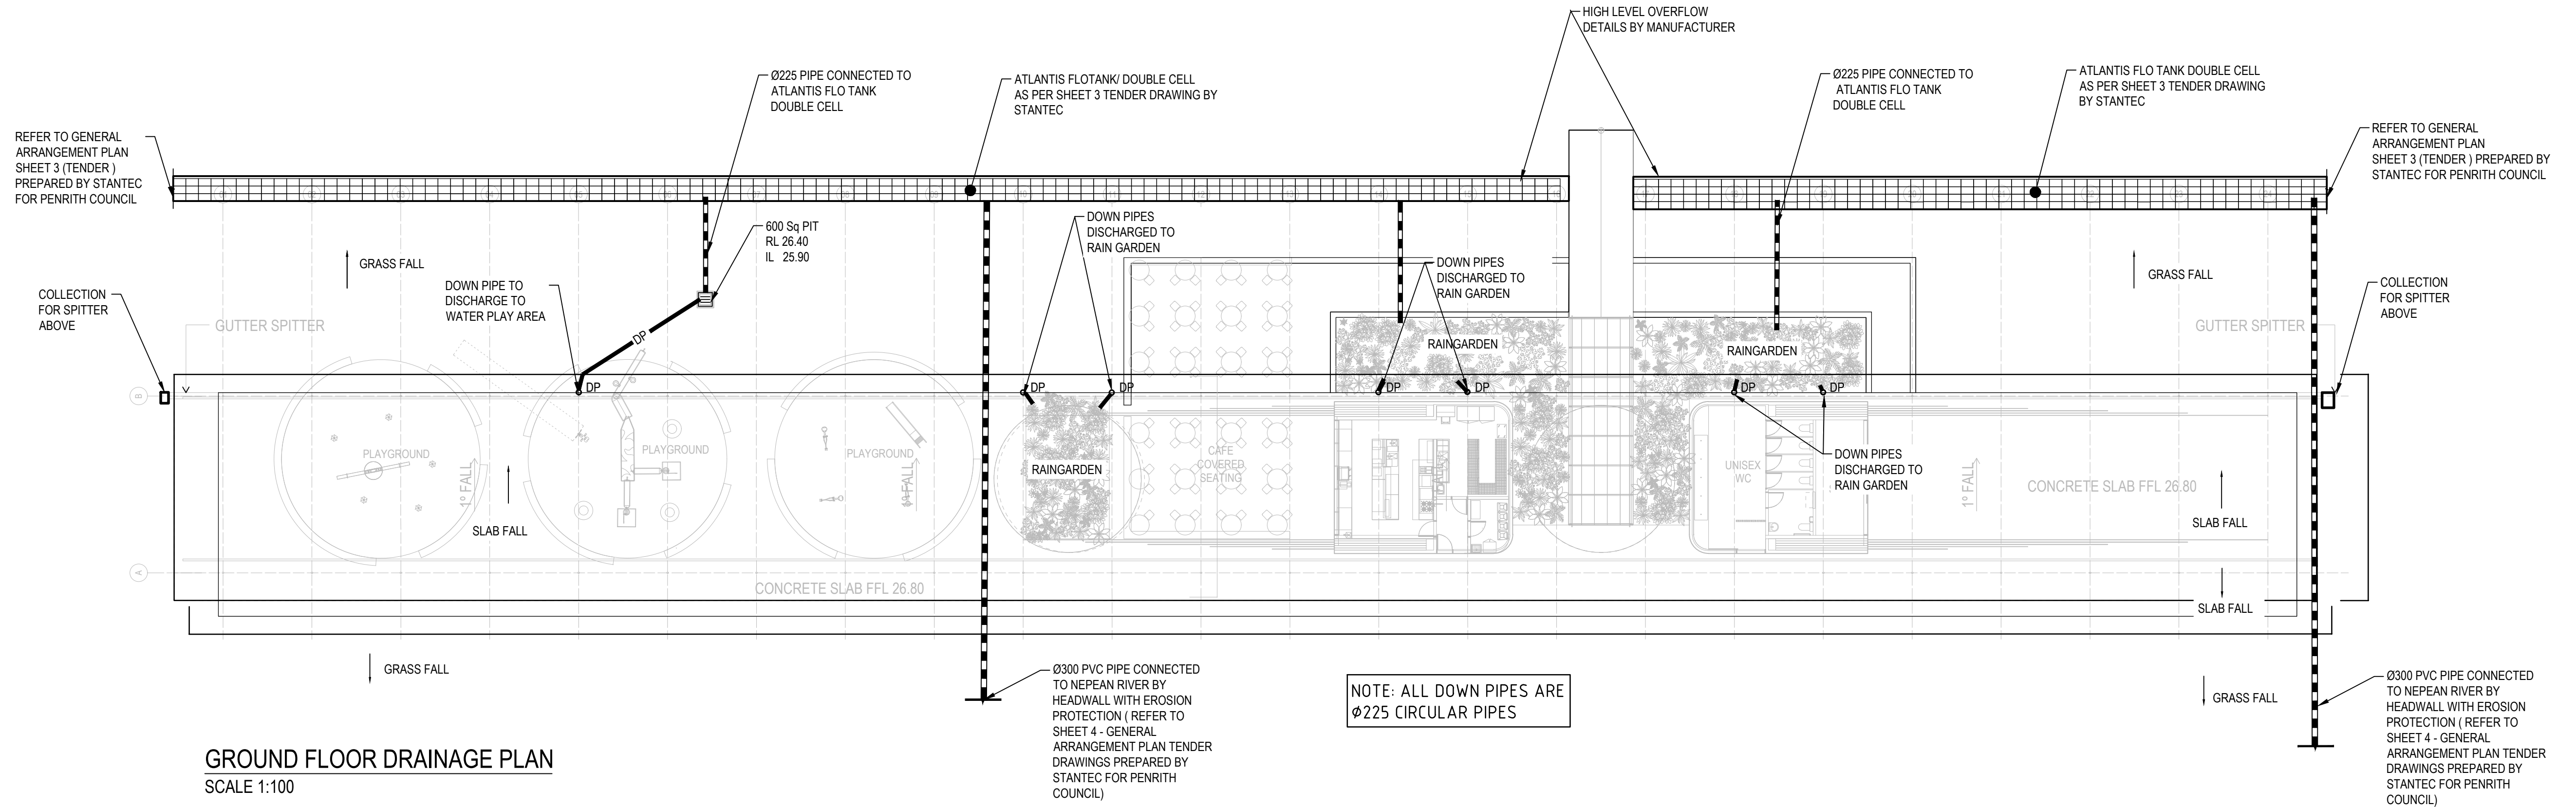 HIGH LEVEL OVERFLOW
DETAILS BY MANUFACTURER
Ø225 PIPE CONNECTED TO
ATLANTIS FLO TANK
DOUBLE CELL
ATLANTIS FLOTANK/ DOUBLE CELL
AS PER SHEET 3 TENDER DRAWING BY
STANTEC
Ø225 PIPE CONNECTED TO
ATLANTIS FLO TANK
DOUBLE CELL
ATLANTIS FLO TANK DOUBLE CELL
AS PER SHEET 3 TENDER DRAWING
BY STANTEC
REFER TO GENERAL
ARRANGEMENT PLAN
SHEET 3 (TENDER )
PREPARED BY STANTEC
FOR PENRITH COUNCIL
REFER TO GENERAL
ARRANGEMENT PLAN
SHEET 3 (TENDER ) PREPARED BY
STANTEC FOR PENRITH COUNCIL
600 Sq PIT
RL 26.40
IL 25.90
DOWN PIPES
DISCHARGED TO
RAIN GARDEN
GRASS FALL
DOWN PIPES
DISCHARGED TO
RAIN GARDEN
GRASS FALL
COLLECTION
FOR SPITTER
ABOVE
DOWN PIPE TO
DISCHARGE TO
WATER PLAY AREA
COLLECTION
FOR SPITTER
ABOVE
GUTTER SPITTER
GUTTER SPITTER
DP
RAINGARDEN
RAINGARDEN
B
DP
DP
DP
DP
DP
DP
DP
PLAYGROUND
PLAYGROUND
PLAYGROUND
RAINGARDEN
CAFE
COVERED
SEATING
UNISEX
WC
DOWN PIPES
DISCHARGED TO
RAIN GARDEN
1° FALL
FALL
1° FALL
CONCRETE SLAB FFL 26.80
SLAB FALL
SLAB FALL
A
CONCRETE SLAB FFL 26.80
SLAB FALL
GRASS FALL
Ø300 PVC PIPE CONNECTED
TO NEPEAN RIVER BY
HEADWALL WITH EROSION
PROTECTION ( REFER TO
SHEET 4 - GENERAL
ARRANGEMENT PLAN TENDER
DRAWINGS PREPARED BY
STANTEC FOR PENRITH
COUNCIL)
NOTE: ALL DOWN PIPES ARE
Ø225 CIRCULAR PIPES
GRASS FALL
Ø300 PVC PIPE CONNECTED
TO NEPEAN RIVER BY
HEADWALL WITH EROSION
PROTECTION ( REFER TO
SHEET 4 - GENERAL
ARRANGEMENT PLAN TENDER
DRAWINGS PREPARED BY
STANTEC FOR PENRITH
COUNCIL)
GROUND FLOOR DRAINAGE PLAN
SCALE 1:100